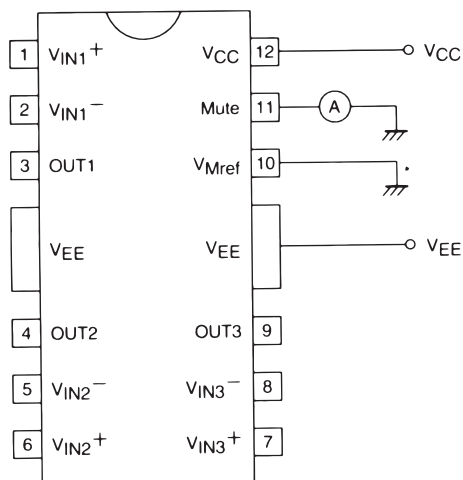 1 VIN1+ VCC 12 VCC
2 VIN1− Mute 11 A
3 OUT1 VMref 10
VEE VEE VEE
4 OUT2 OUT3 9
5 VIN2− VIN3− 8
6 VIN2+ VIN3+ 7